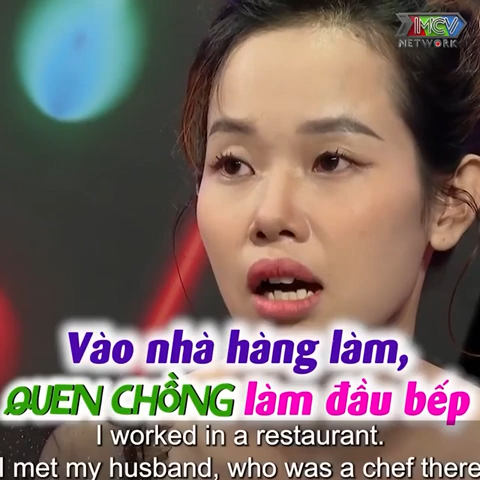 MCV
NETWORK
Vào nhà hàng làm,
QUEN CHỒNG làm đầu bếp
I worked in a restaurant.
I met my husband, who was a chef there